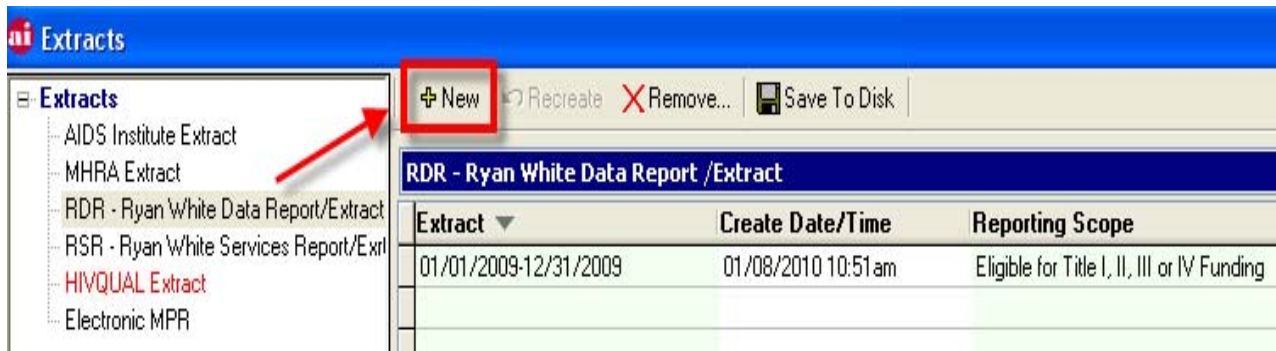 ai Extracts
Extracts
AIDS Institute Extract
MHRA Extract
RDR - Ryan White Data Report/Extract
RSR - Ryan White Services Report/Exti
HIVQUAL Extract
Electronic MPR
New Recreate Remove... Save To Disk
RDR - Ryan White Data Report /Extract
Extract Create Date/Time Reporting Scope
01/01/2009-12/31/2009 01/08/2010 10:51am Eligible for Title I, II, III or IV Funding